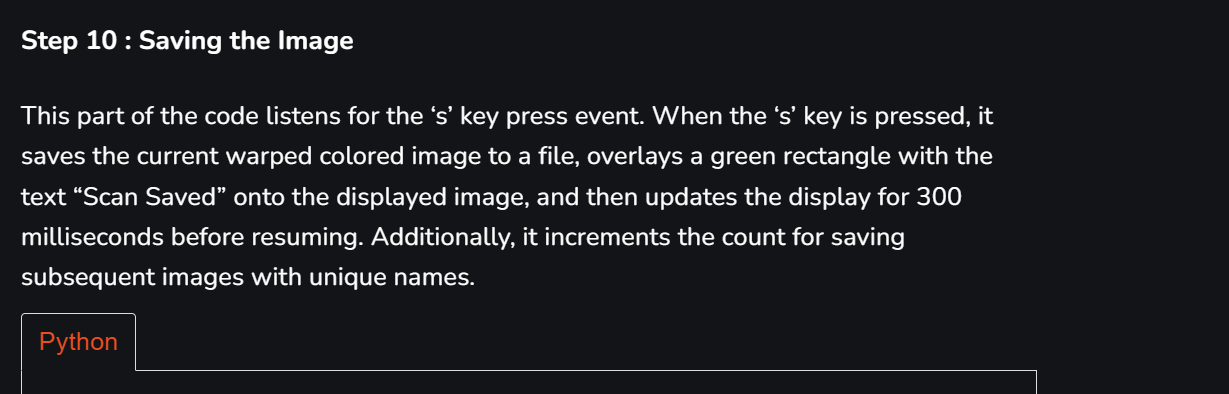 Step 10 : Saving the Image
This part of the code listens for the ‘s’ key press event. When the ‘s’ key is pressed, it
saves the current warped colored image to a file, overlays a green rectangle with the
text “Scan Saved” onto the displayed image, and then updates the display for 300
milliseconds before resuming. Additionally, it increments the count for saving
subsequent images with unique names.
Python